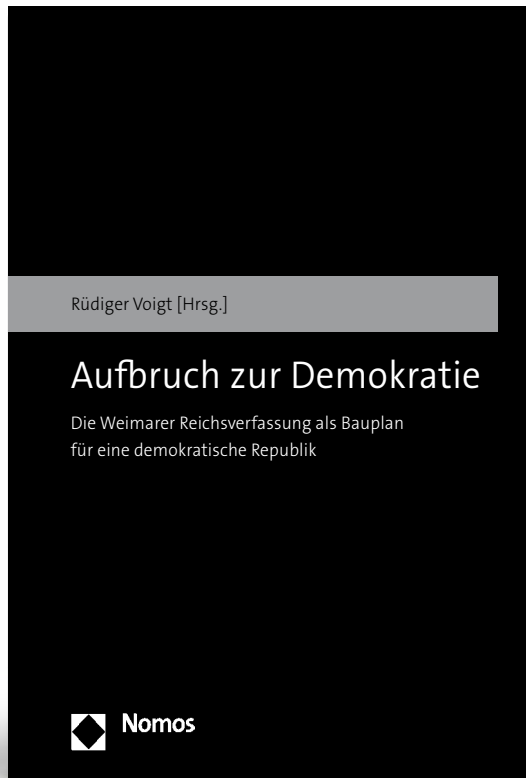 Rüdiger Voigt [Hrsg.]
Aufbruch zur Demokratie
Die Weimarer Reichsverfassung als Bauplan
für eine demokratische Republik
Nomos